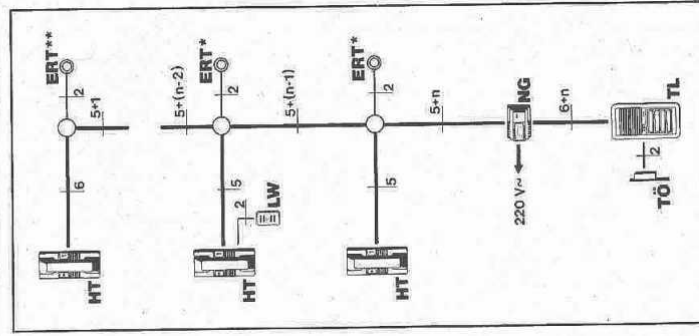 ERT**
2
5+1
6
HT
5+(n-2)
ERT*
2
5
2
LW
HT
5+(n-1)
ERT*
2
5
HT
5+n
NG
220 V~
6+n
TL
2
TÖ